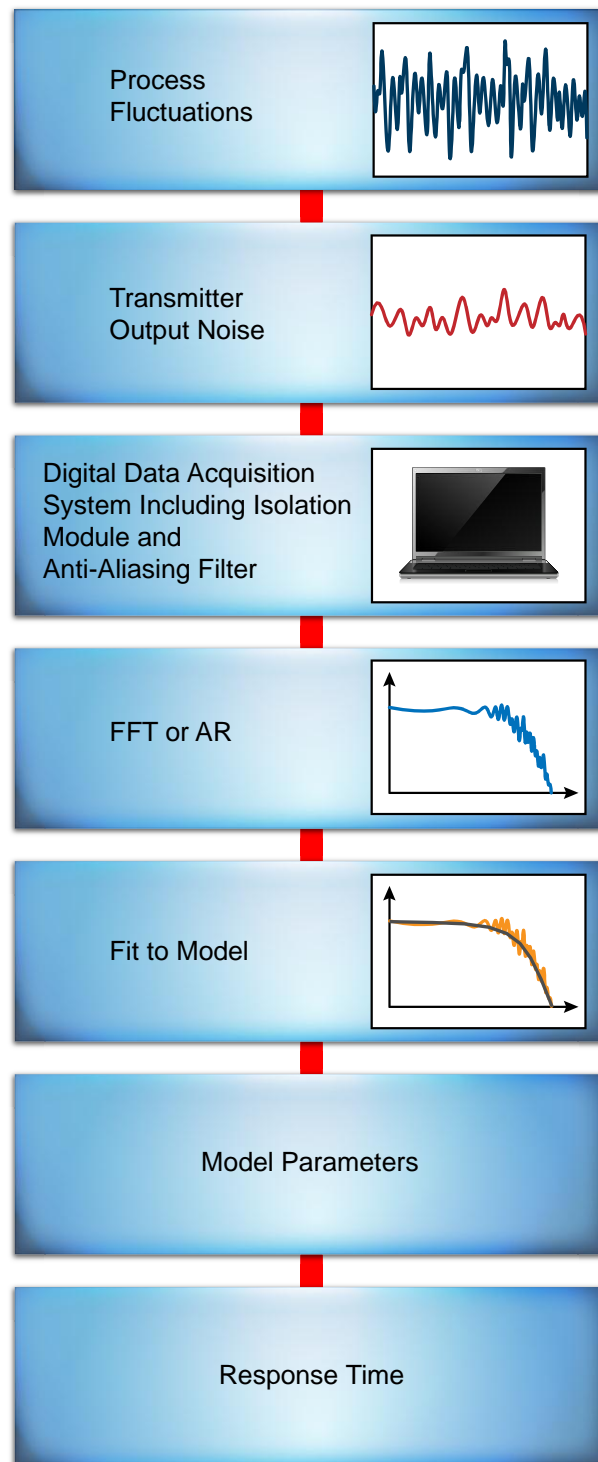 Process
Fluctuations
Transmitter
Output Noise
Digital Data Acquisition
System Including Isolation
Module and
Anti-Aliasing Filter
FFT or AR
Fit to Model
Model Parameters
Response Time